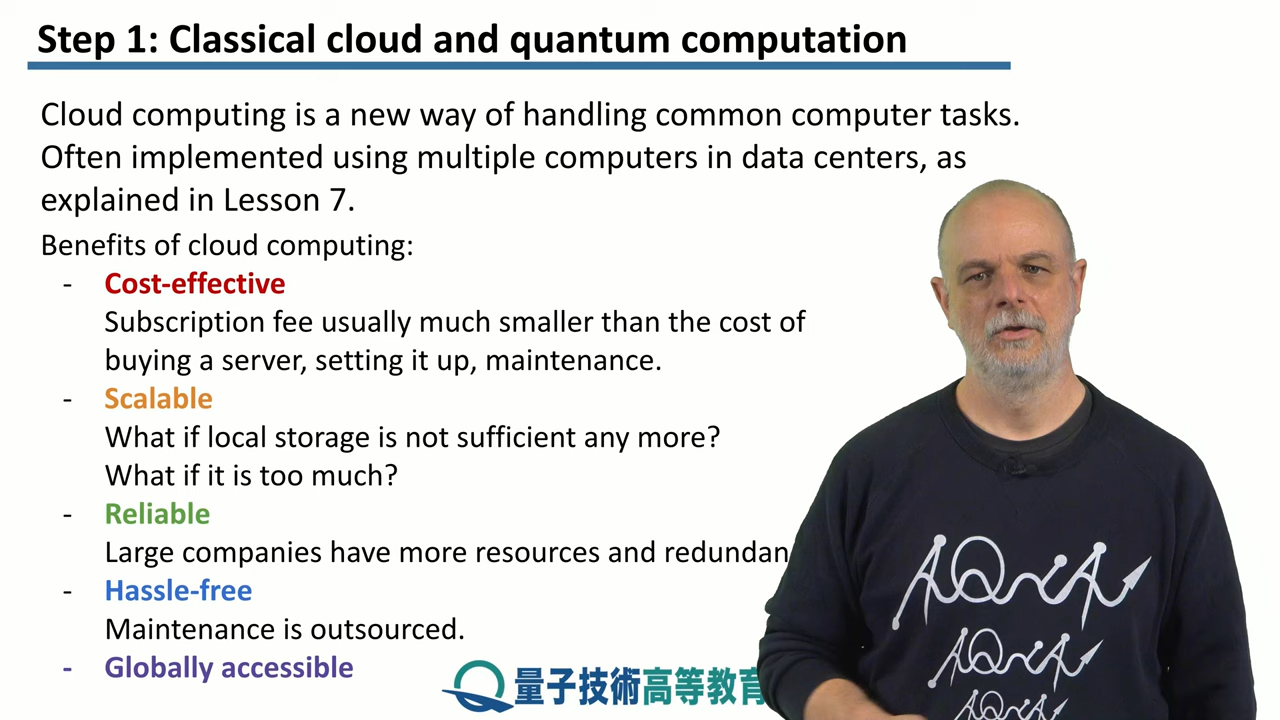 Step 1: Classical cloud and quantum computation
Cloud computing is a new way of handling common computer tasks.
Often implemented using multiple computers in data centers, as
explained in Lesson 7.
Benefits of cloud computing:
- Cost-effective
Subscription fee usually much smaller than the cost of
buying a server, setting it up, maintenance.
- Scalable
What if local storage is not sufficient any more?
What if it is too much?
- Reliable
Large companies have more resources and
- Hassle-free
Maintenance is outsourced.
- Globally accessible
量子技術高等教育